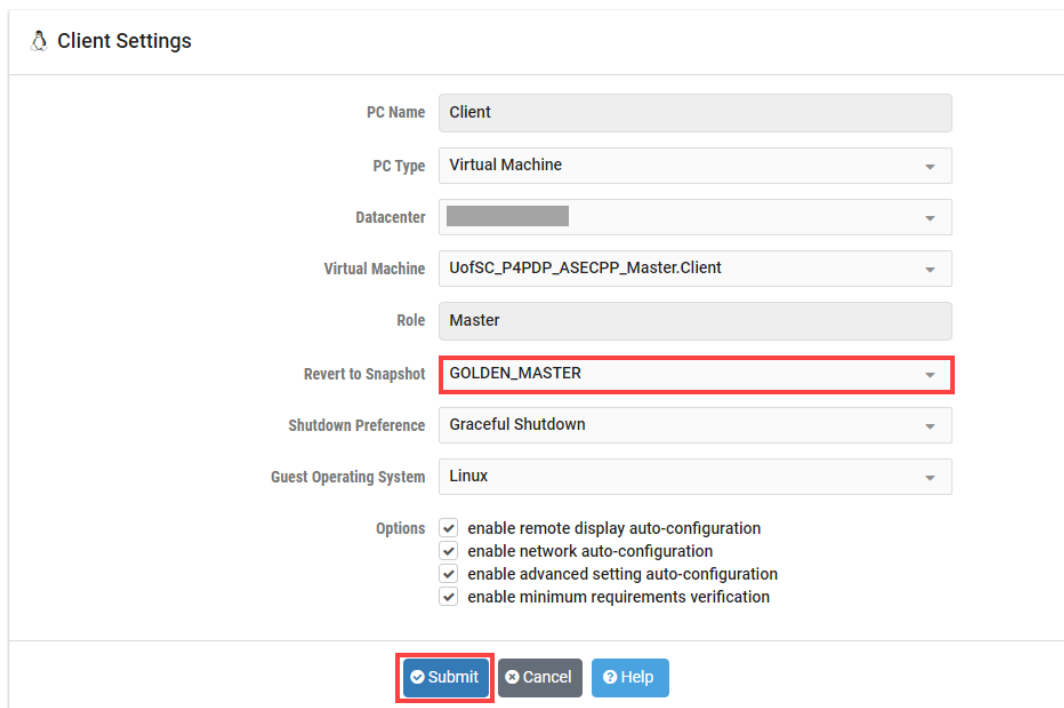 Client Settings
PC Name Client
PC Type Virtual Machine
Datacenter
Virtual Machine UofSC_P4PDP_ASECPP_Master.Client
Role Master
Revert to Snapshot GOLDEN_MASTER
Shutdown Preference Graceful Shutdown
Guest Operating System Linux
Options enable remote display auto-configuration
enable network auto-configuration
enable advanced setting auto-configuration
enable minimum requirements verification
Submit Cancel Help